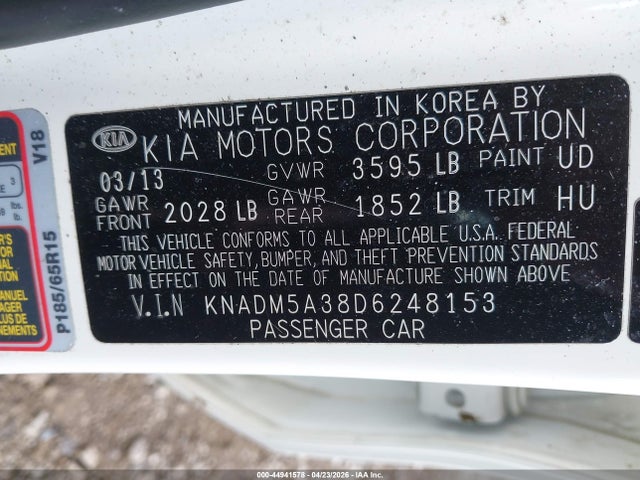 MANUFACTURED IN KOREA BY
KIA KIA MOTORS CORPORATION
03/13 GVWR 3595 LB PAINT UD
GAWR FRONT 2028 LB GAWR REAR 1852 LB TRIM HU
THIS VEHICLE CONFORMS TO ALL APPLICABLE U.S.A. FEDERAL
MOTOR VEHICLE SAFETY, BUMPER, AND THEFT PREVENTION STANDARDS
IN EFFECT ON THE DATE OF MANUFACTURE SHOWN ABOVE
V.I.N KNADM5A38D6248153
PASSENGER CAR
V18
P185/65R15
MANUEL
000-44941578 - 04/23/2026 - IAA Inc.